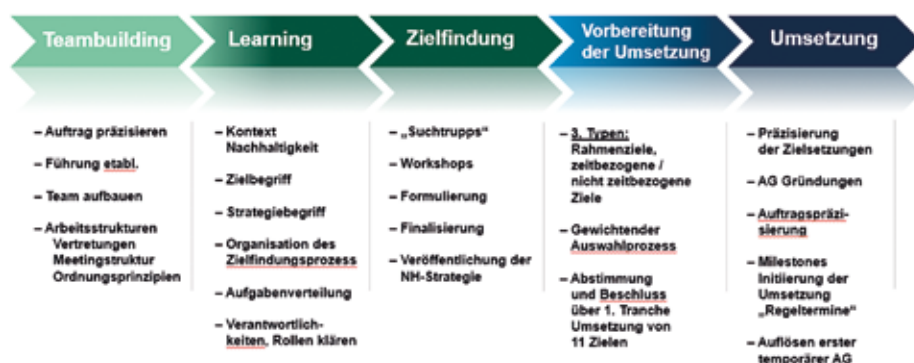 Teambuilding
Learning
Zielfindung
Vorbereitung
der Umsetzung
Umsetzung
– Auftrag präzisieren
– Führung etabl.
– Team aufbauen
– Arbeitsstrukturen
Vertretungen
Meetingstruktur
Ordnungsprinzipien
– Kontext
Nachhaltigkeit
– Zielbegriff
– Strategiebegriff
– Organisation des
Zielfindungsprozess
– Aufgabenverteilung
– Verantwortlich-
keiten, Rollen klären
– „Suchtrupps“
– Workshops
– Formulierung
– Finalisierung
– Veröffentlichung der
NH-Strategie
– 3. Typen:
Rahmenziele,
zeitbezogene /
nicht zeitbezogene
Ziele
– Gewichtender
Auswahlprozess
– Abstimmung
und Beschluss
über 1. Tranche
Umsetzung von
11 Zielen
– Präzisierung
der Zielsetzungen
– AG Gründungen
– Auftragspräzi-
sierung
– Milestones
Initiierung der
Umsetzung
„Regeltermine“
– Auflösen erster
temporärer AG